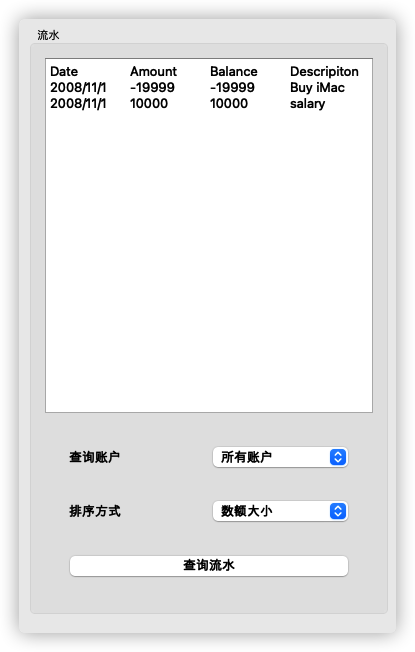 流水
Date Amount Balance Descripiton
2008/11/1 -19999 -19999 Buy iMac
2008/11/1 10000 10000 salary
查询账户 所有账户
排序方式 数额大小
查询流水